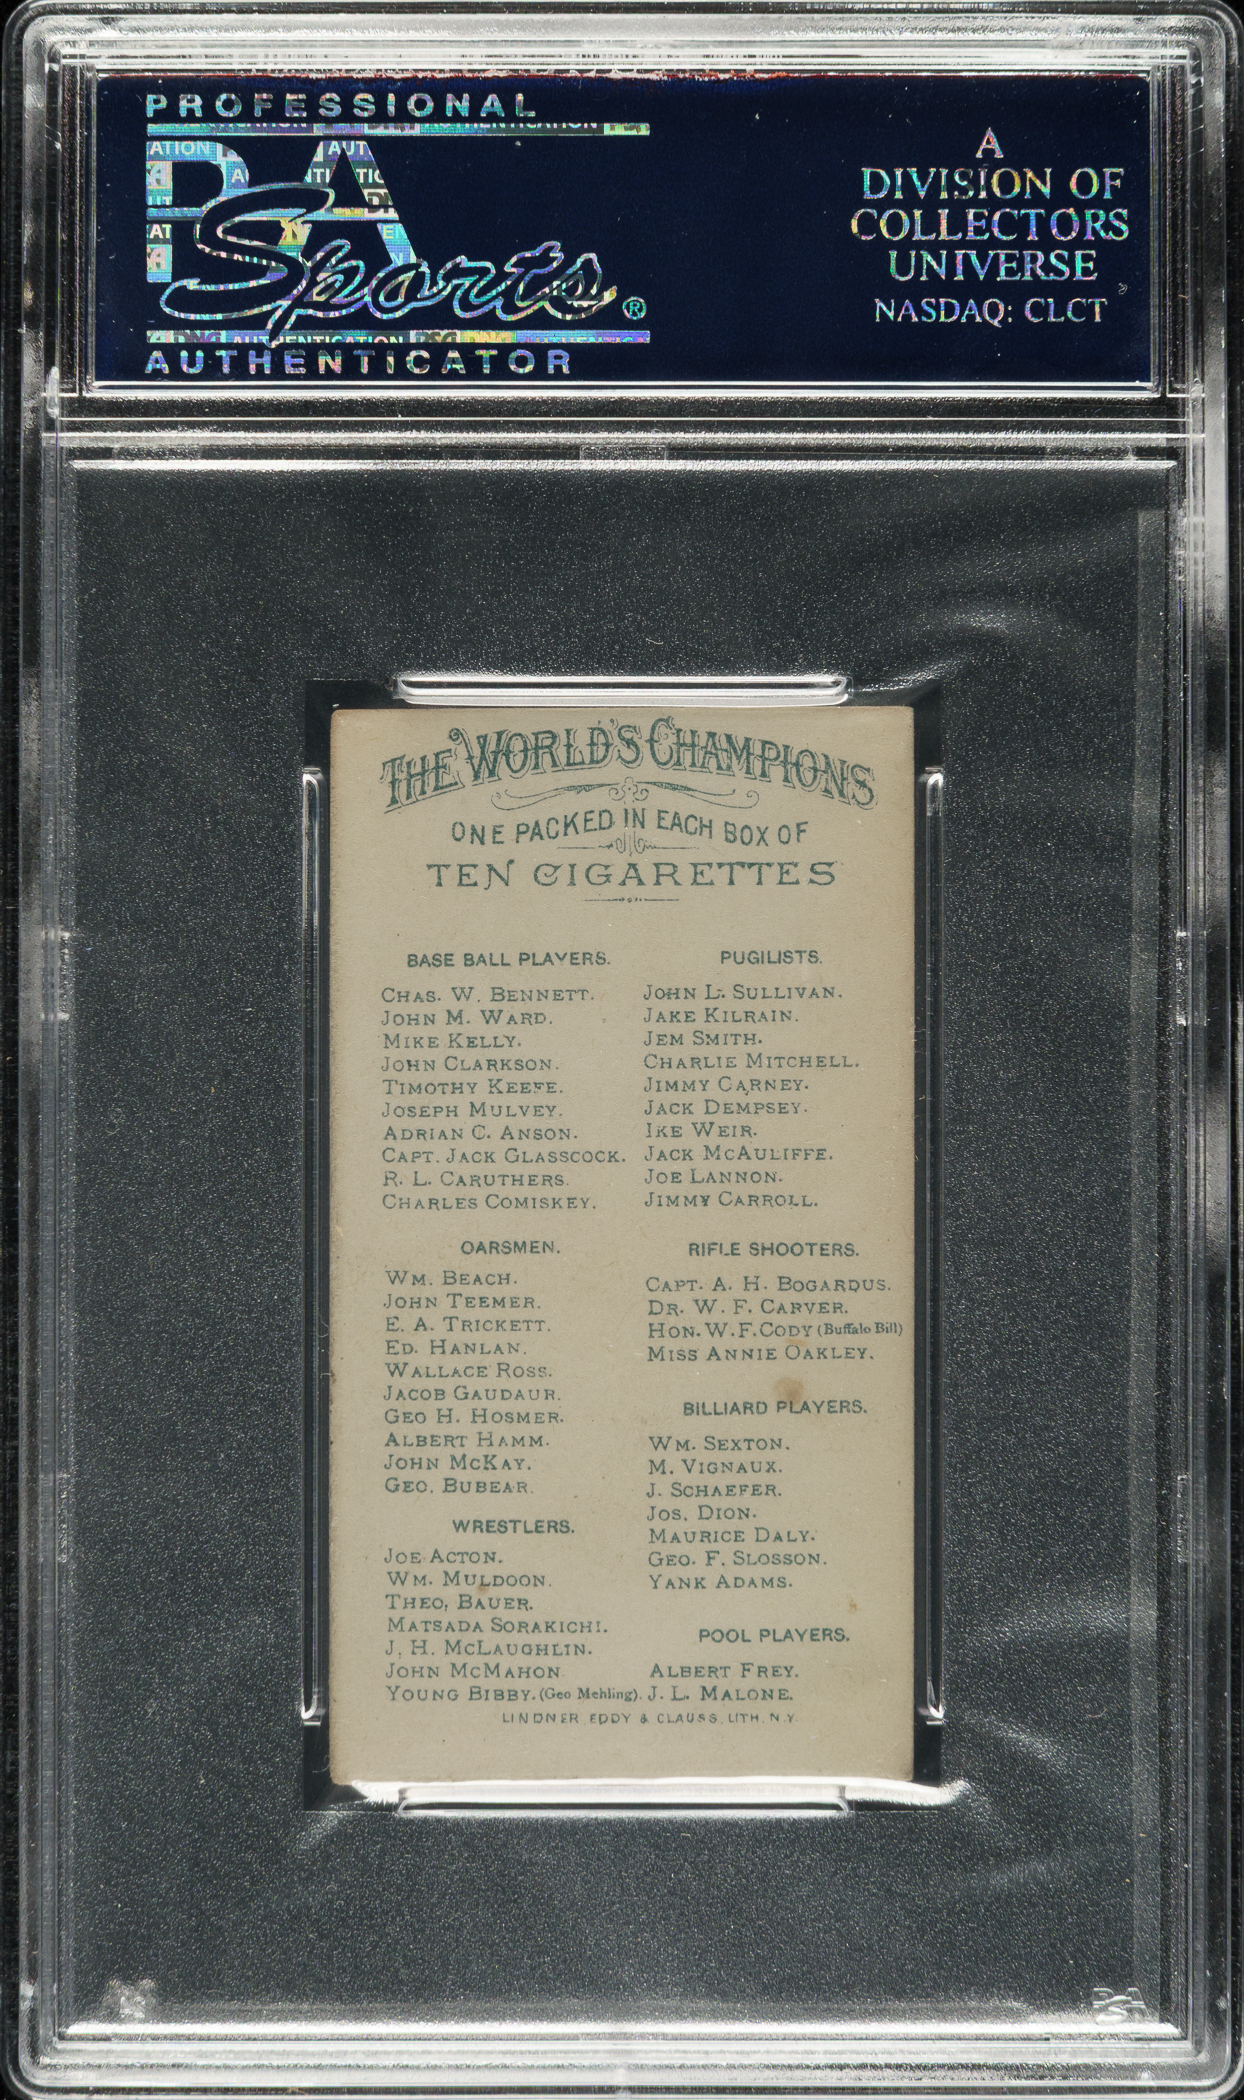 PROFESSIONAL
PSA
Sports®
AUTHENTICATOR
A
DIVISION OF
COLLECTORS
UNIVERSE
NASDAQ: CLCT
THE WORLD'S CHAMPIONS
ONE PACKED IN EACH BOX OF
TEN CIGARETTES
BASE BALL PLAYERS.
CHAS. W. BENNETT.
JOHN M. WARD.
MIKE KELLY.
JOHN CLARKSON.
TIMOTHY KEEFE.
JOSEPH MULVEY.
ADRIAN C. ANSON.
CAPT. JACK GLASSCOCK.
R. L. CARUTHERS.
CHARLES COMISKEY.
OARSMEN.
WM. BEACH.
JOHN TEEMER.
E. A. TRICKETT.
ED. HANLAN.
WALLACE ROSS.
JACOB GAUDAUR.
GEO H. HOSMER.
ALBERT HAMM.
JOHN McKAY.
GEO. BUBEAR.
WRESTLERS.
JOE ACTON.
WM. MULDOON.
THEO, BAUER.
MATSADA SORAKICHI.
J. H. McLAUGHLIN.
JOHN McMAHON
YOUNG BIBBY. (Geo Mehling).
PUGILISTS.
JOHN L. SULLIVAN.
JAKE KILRAIN.
JEM SMITH.
CHARLIE MITCHELL.
JIMMY CARNEY.
JACK DEMPSEY.
IKE WEIR.
JACK McAULIFFE.
JOE LANNON.
JIMMY CARROLL.
RIFLE SHOOTERS.
CAPT. A. H. BOGARDUS.
DR. W. F. CARVER.
HON. W. F. CODY (Buffalo Bill)
MISS ANNIE OAKLEY.
BILLIARD PLAYERS.
WM. SEXTON.
M. VIGNAUX.
J. SCHAEFER.
JOS, DION.
MAURICE DALY.
GEO. F. SLOSSON.
YANK ADAMS.
POOL PLAYERS.
ALBERT FREY.
J. L. MALONE.
LINDNER, EDDY & CLAUSS, LITH. N.Y.